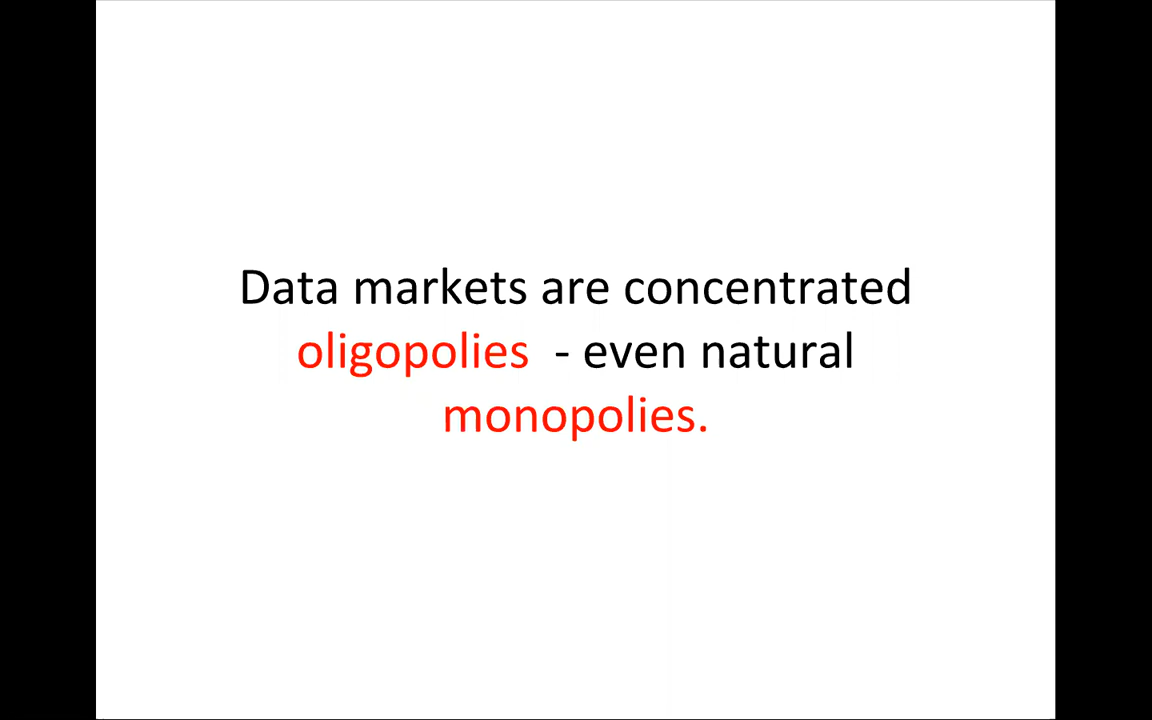 Data markets are concentrated
oligopolies - even natural
monopolies.